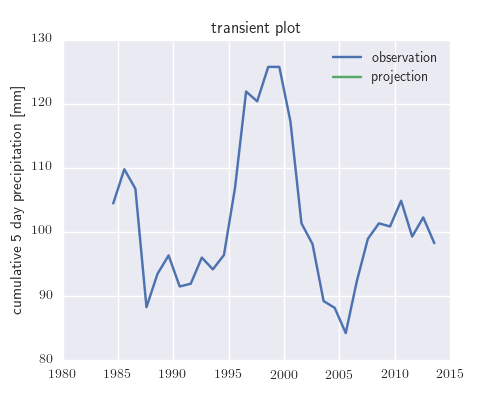 transient plot
130
120
110
100
90
80
cumulative 5 day precipitation [mm]
observation
projection
1980 1985 1990 1995 2000 2005 2010 2015